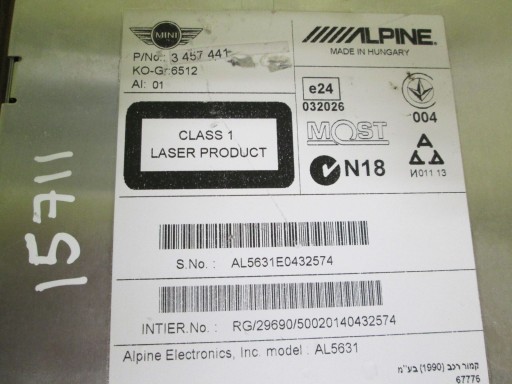 MINI
P/No.: 3 457 441
KO-Gr 6512
AI: 01
ALPINE
MADE IN HUNGARY
e24
032026
004
MOST
N18
И011 13
CLASS 1
LASER PRODUCT
S.No.: AL5631E0432574
INTIER.No.: RG/29690/50020140432574
Alpine Electronics, Inc. model: AL5631
קמור רכב (1990) בע"מ
67776
15711